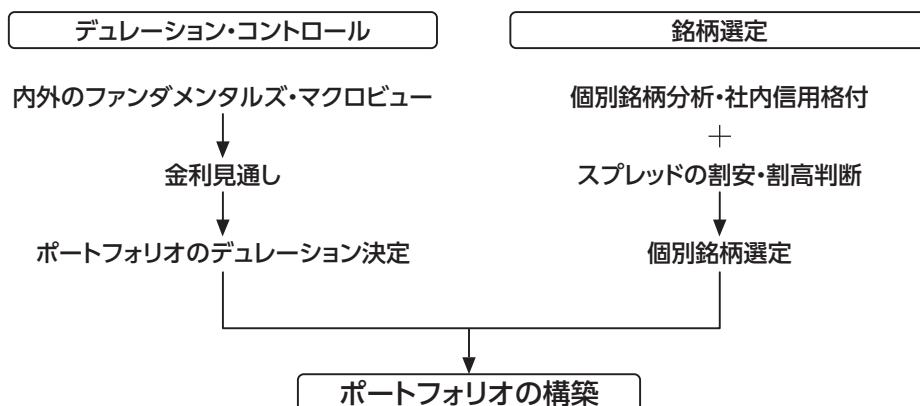 デュレーション・コントロール
内外のファンダメンタルズ・マクロビュー
金利見通し
ポートフォリオのデュレーション決定
銘柄選定
個別銘柄分析・社内信用格付
＋
スプレッドの割安・割高判断
個別銘柄選定
ポートフォリオの構築